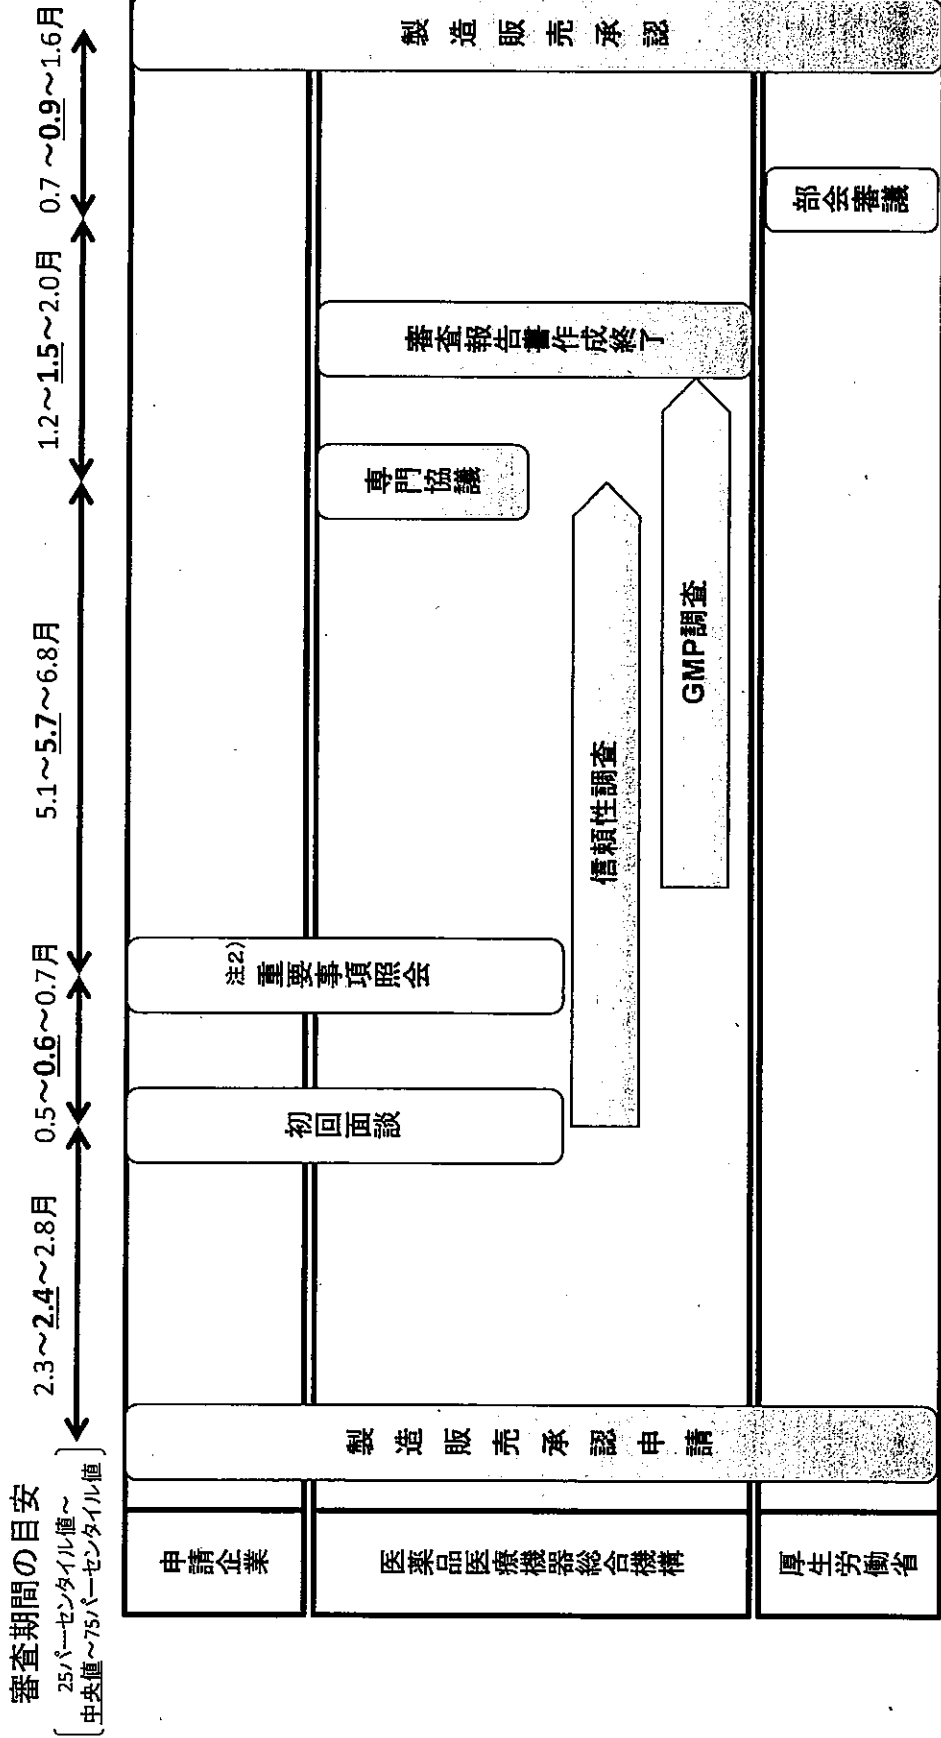 審査期間の目安
25パーセンタイル値～
中央値～75パーセンタイル値
2.3～2.4～2.8月
0.5～0.6～0.7月
5.1～5.7～6.8月
1.2～1.5～2.0月
0.7～0.9～1.6月
申請企業
医薬品医療機器総合機構
厚生労働省
製造販売承認申請
初回面談
注2)
重要事項照会
信頼性調査
GMP調査
専門協議
審査報告書作成終了
部会審議
製造販売承認